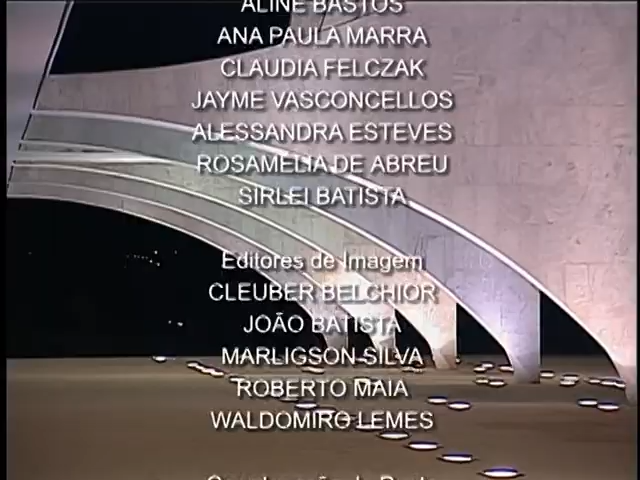 ALINE BASTOS
ANA PAULA MARRA
CLAUDIA FELCZAK
JAYME VASCONCELLOS
ALESSANDRA ESTEVES
ROSAMELIA DE ABREU
SIRLEI BATISTA
Editores de Imagem
CLEUBER BELCHIOR
JOÃO BATISTA
MARLIGSON SILVA
ROBERTO MAIA
WALDOMIRO LEMES